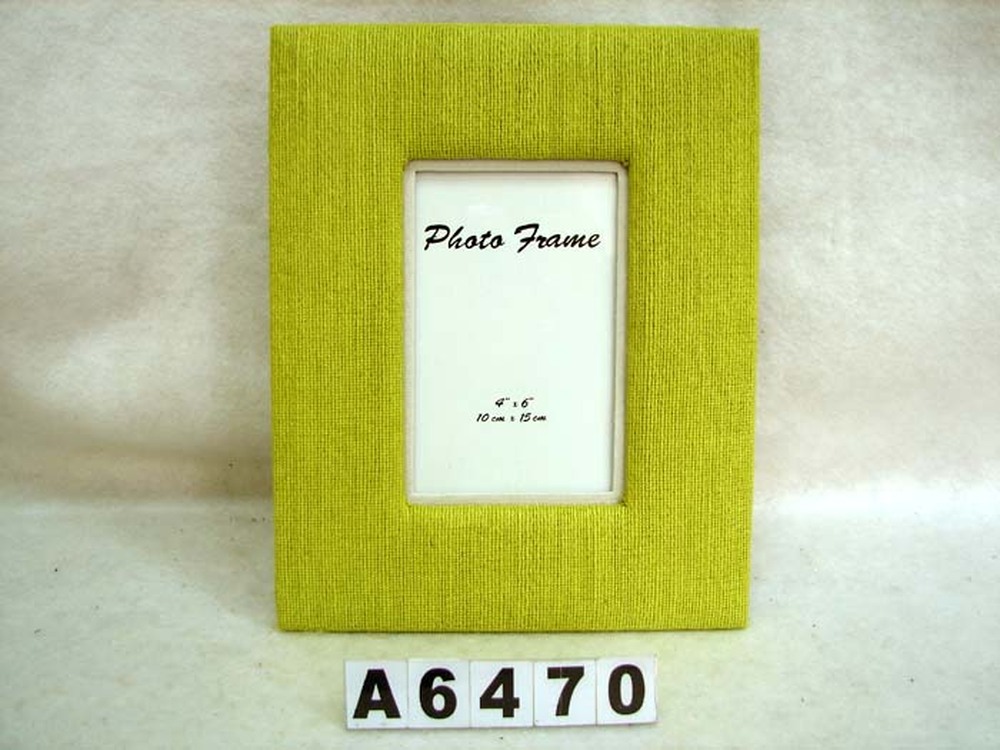 Photo Frame
4" x 6"
10 cm x 15 cm
A6470